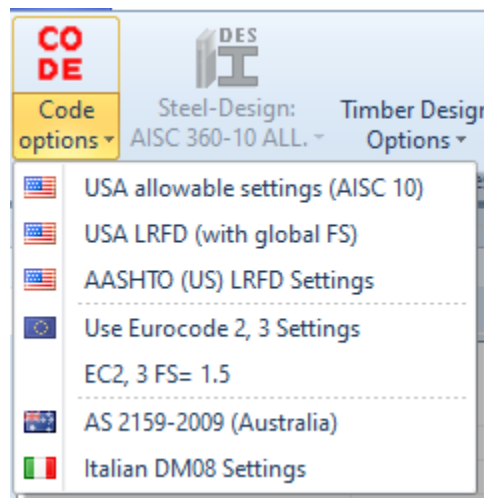 CO
DE
Code
options
DES
Steel-Design:
AISC 360-10 ALL.
Timber Design
Options
USA allowable settings (AISC 10)
USA LRFD (with global FS)
AASHTO (US) LRFD Settings
Use Eurocode 2, 3 Settings
EC2, 3 FS= 1.5
AS 2159-2009 (Australia)
Italian DM08 Settings